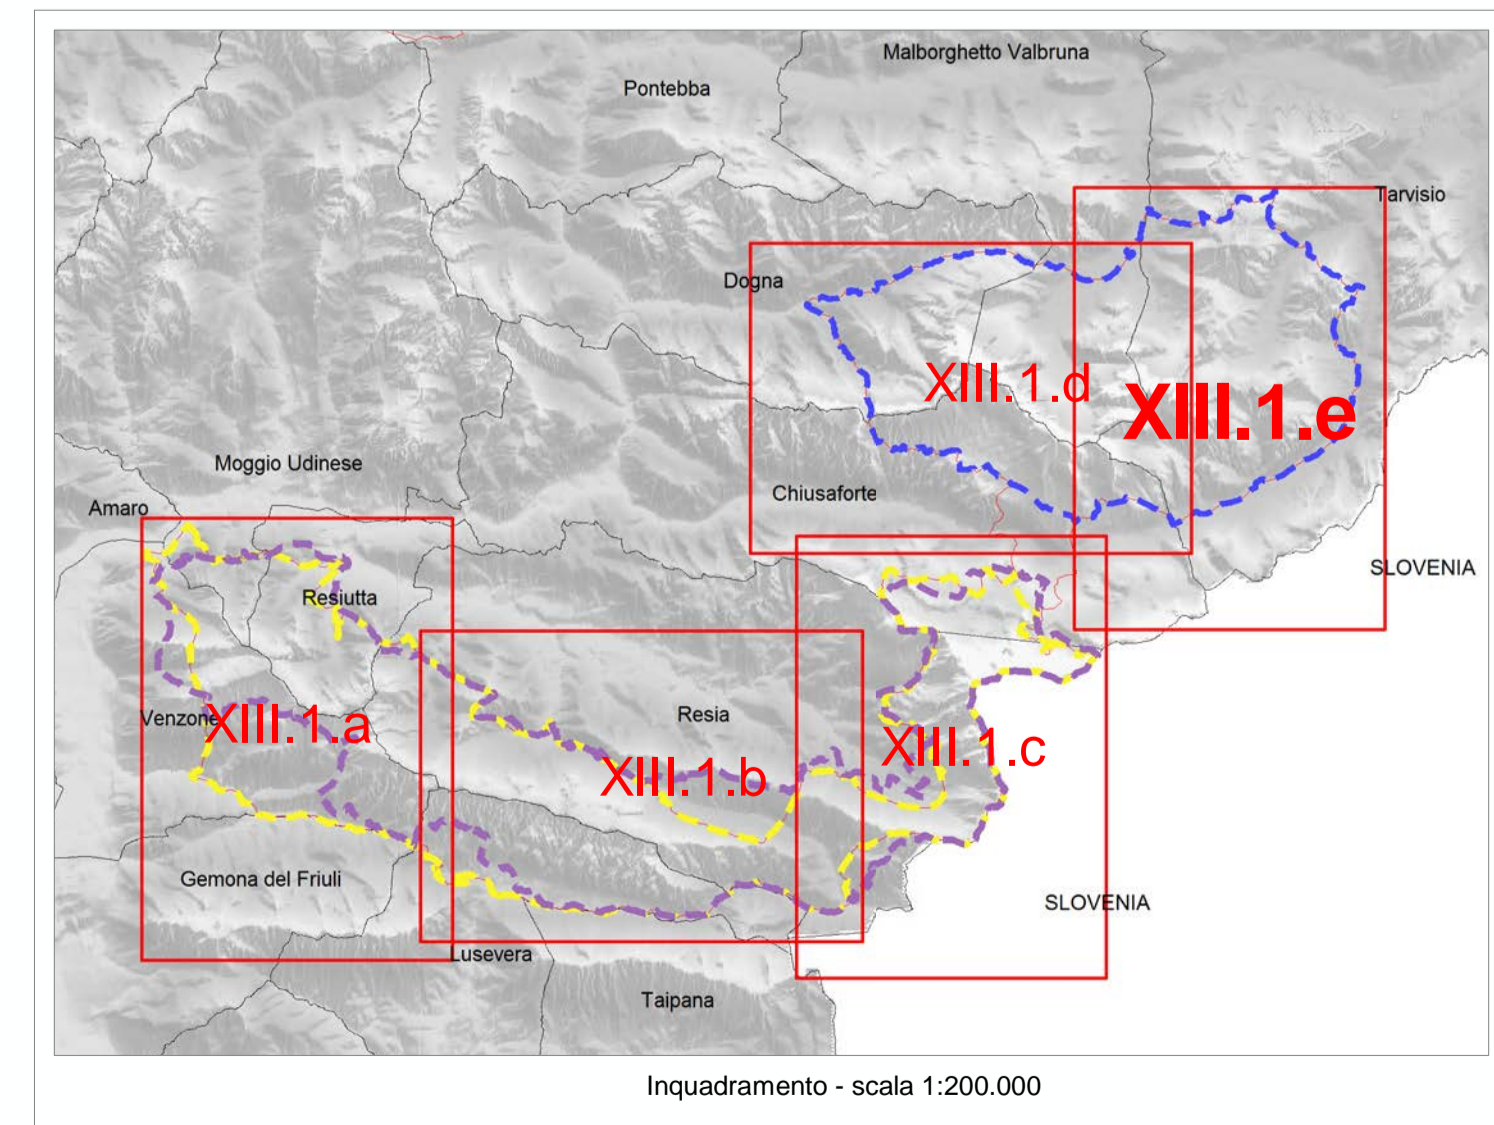 Malborghetto Valbruna
Pontebba
Tarvisio
Dogna
XIII.1.d
XIII.1.e
Moggio Udinese
Chiusaforte
Amaro
SLOVENIA
Resiutta
Venzone
XIII.1.a
Resia
XIII.1.c
XIII.1.b
Gemona del Friuli
SLOVENIA
Lusevera
Taipana
Inquadramento - scala 1:200.000